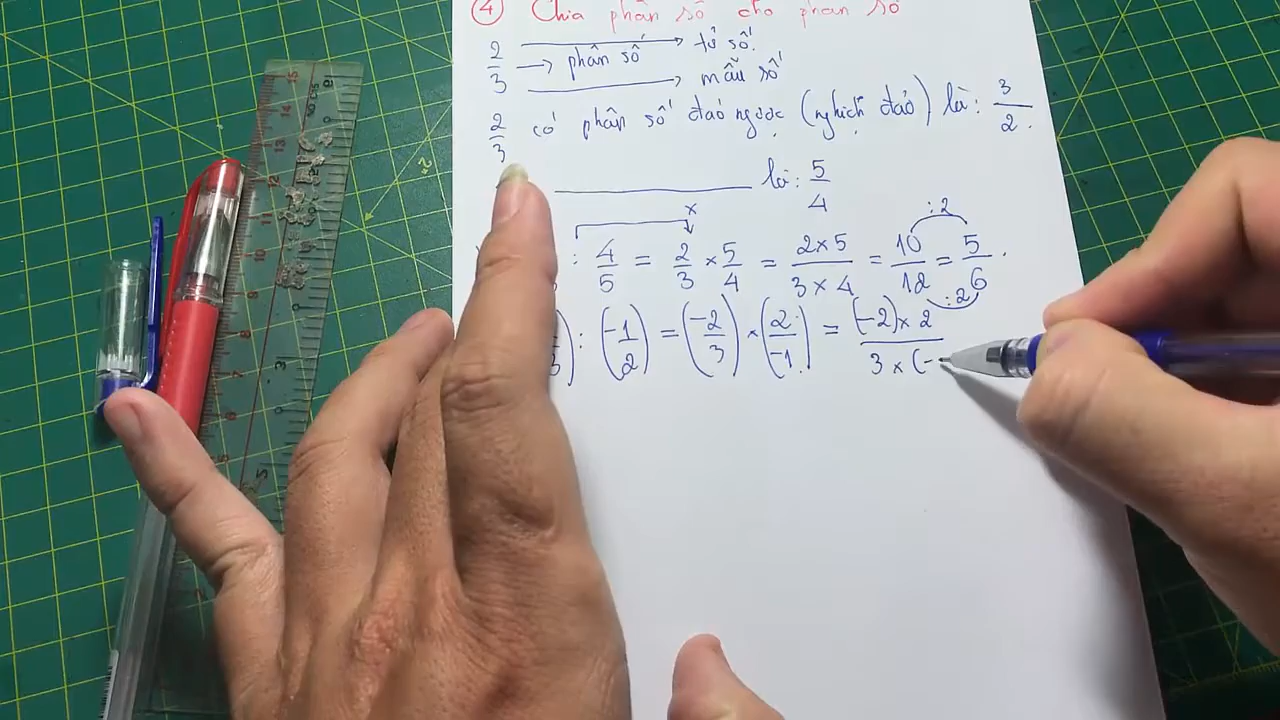 ④ Chia phân số cho phân số
2/3 → tử số
→ phân số
→ mẫu số
2/3 có phân số đảo ngược (nghịch đảo) là: 3/2.
là: 5/4
: 4/5 = 2/3 × 5/4 = 2×5/3×4 = 10/12 = 5/6.
×
:2
:2
) : (-1/2) = (-2/3) × (2/-1) = (-2)×2/3×(-